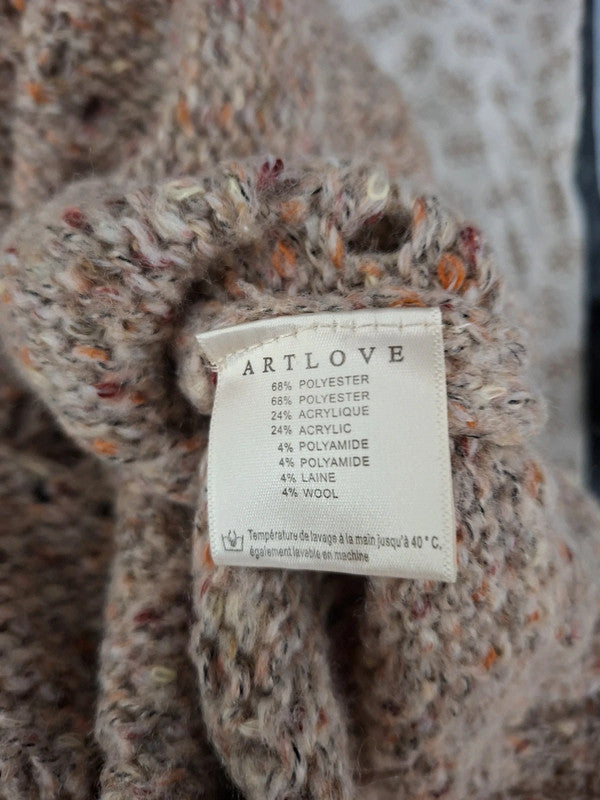 ARTLOVE
68% POLYESTER
68% POLYESTER
24% ACRYLIQUE
24% ACRYLIC
4% POLYAMIDE
4% POLYAMIDE
4% LAINE
4% WOOL
Température de lavage à la main jusqu'à 40°C.
également lavable en machine